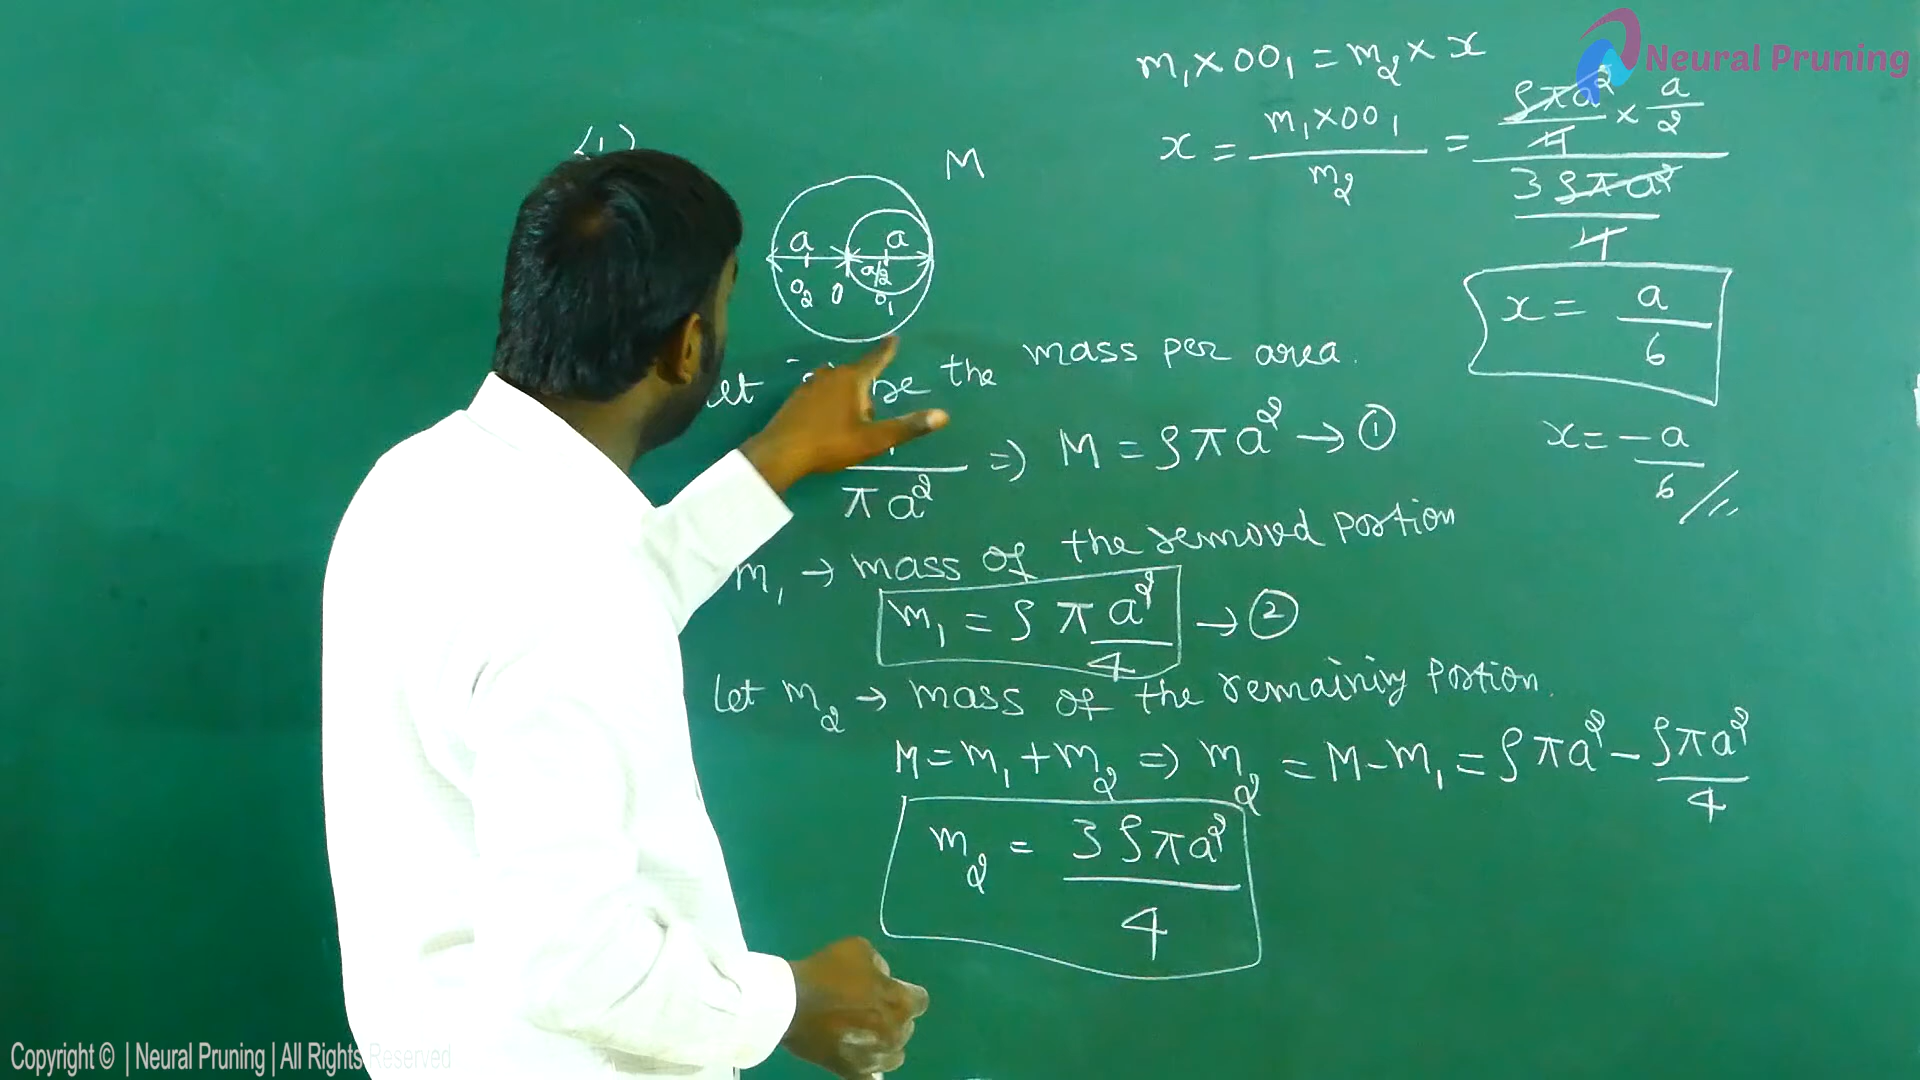 m₁ × OO₁ = m₂ × x
x = m₁ × OO₁ / m₂ = (ρπa²/4 × a/2) / (3ρπa²/4)
x = a/6
x = -a/6
(1)
M
a a
a/2
O₂ O O₁
let be the mass per area.
πa² ⇒ M = ρπa² → ①
m₁ → mass of the removed portion
m₁ = ρπa²/4 → ②
let m₂ → mass of the remaining portion.
M = m₁ + m₂ ⇒ m₂ = M - m₁ = ρπa² - ρπa²/4
m₂ = 3ρπa²/4
Neural Pruning
Copyright © | Neural Pruning | All Rights Reserved